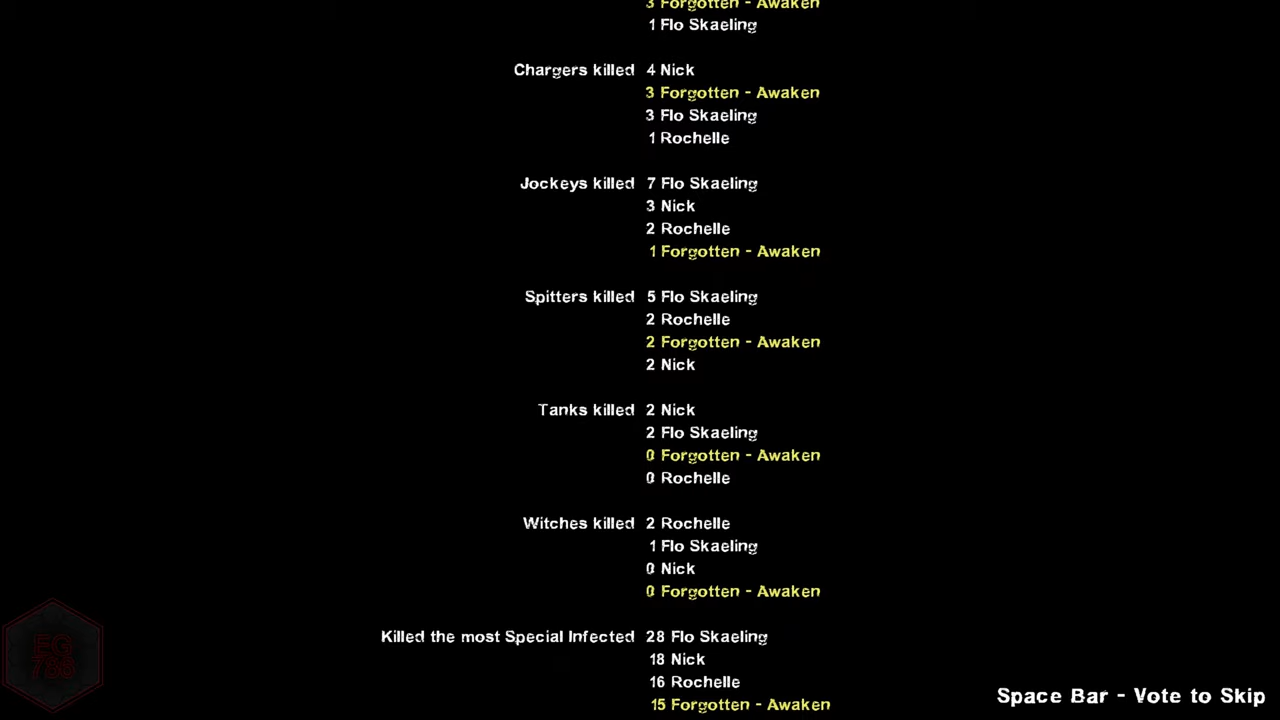 3 Forgotten - Awaken
1 Flo Skaeling
Chargers killed 4 Nick
3 Forgotten - Awaken
3 Flo Skaeling
1 Rochelle
Jockeys killed 7 Flo Skaeling
3 Nick
2 Rochelle
1 Forgotten - Awaken
Spitters killed 5 Flo Skaeling
2 Rochelle
2 Forgotten - Awaken
2 Nick
Tanks killed 2 Nick
2 Flo Skaeling
0 Forgotten - Awaken
0 Rochelle
Witches killed 2 Rochelle
1 Flo Skaeling
0 Nick
0 Forgotten - Awaken
Killed the most Special Infected 28 Flo Skaeling
18 Nick
16 Rochelle
15 Forgotten - Awaken
Space Bar - Vote to Skip